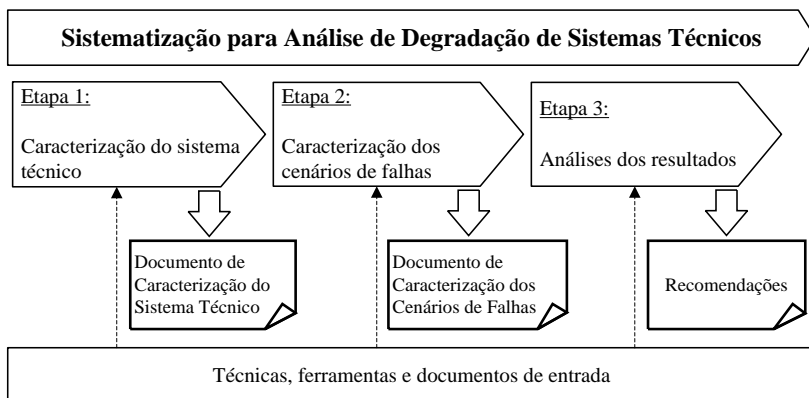 Sistematização para Análise de Degradação de Sistemas Técnicos
Etapa 1:
Caracterização do sistema
técnico
Etapa 2:
Caracterização dos
cenários de falhas
Etapa 3:
Análises dos resultados
Documento de
Caracterização do
Sistema Técnico
Documento de
Caracterização dos
Cenários de Falhas
Recomendações
Técnicas, ferramentas e documentos de entrada